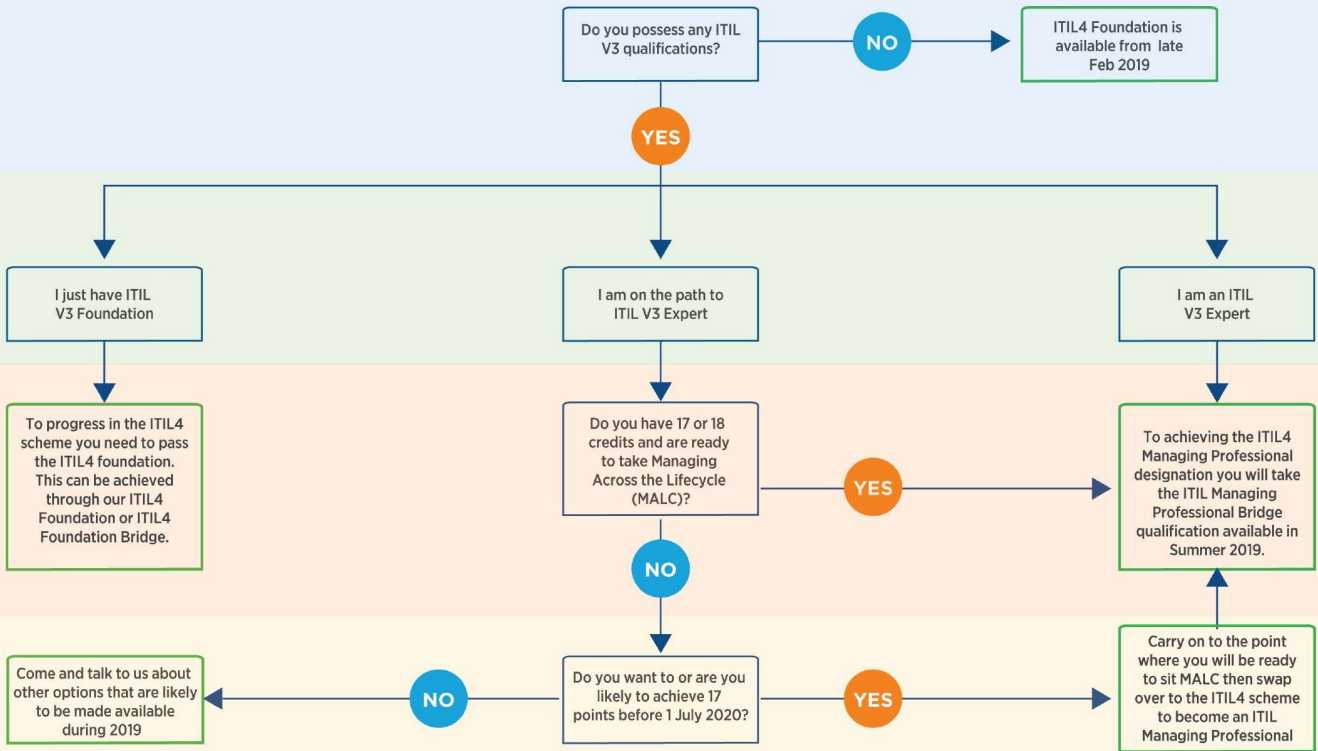 Do you possess any ITIL
V3 qualifications?
NO
ITIL4 Foundation is
available from late
Feb 2019
YES
I just have ITIL
V3 Foundation
I am on the path to
ITIL V3 Expert
I am an ITIL
V3 Expert
To progress in the ITIL4
scheme you need to pass
the ITIL4 foundation.
This can be achieved
through our ITIL4
Foundation or ITIL4
Foundation Bridge.
Do you have 17 or 18
credits and are ready
to take Managing
Across the Lifecycle
(MALC)?
YES
To achieving the ITIL4
Managing Professional
designation you will take
the ITIL Managing
Professional Bridge
qualification available in
Summer 2019.
NO
Come and talk to us about
other options that are likely
to be made available
during 2019
NO
Do you want to or are you
likely to achieve 17
points before 1 July 2020?
YES
Carry on to the point
where you will be ready
to sit MALC then swap
over to the ITIL4 scheme
to become an ITIL
Managing Professional